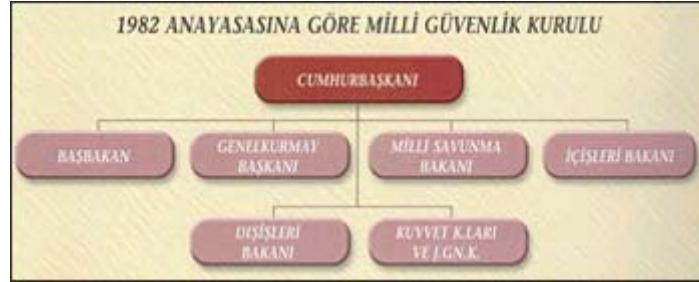 1982 ANAYASASINA GÖRE MİLLİ GÜVENLİK KURULU
CUMHURBAŞKANI
BAŞBAKAN
GENELKURMAY
BAŞKANI
MİLLİ SAVUNMA
BAKANI
İÇİŞLERİ BAKANI
DIŞİŞLERİ
BAKANI
KUVVET K.LARI
VE J.GN.K.